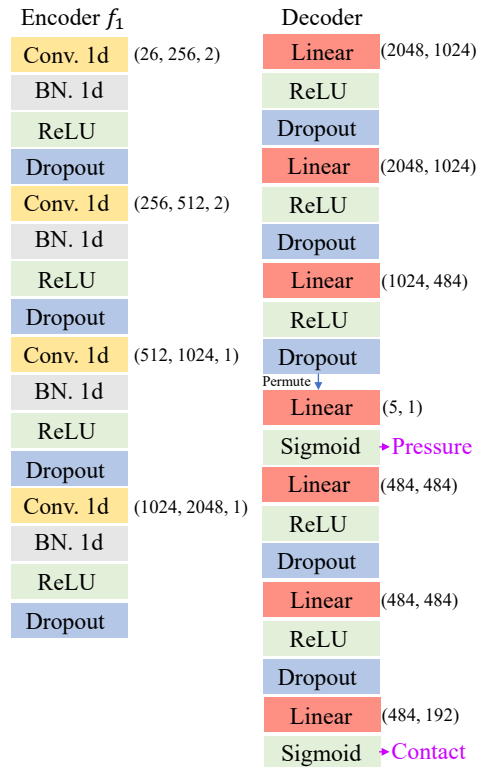 Encoder f₁
Conv. 1d (26, 256, 2)
BN. 1d
ReLU
Dropout
Conv. 1d (256, 512, 2)
BN. 1d
ReLU
Dropout
Conv. 1d (512, 1024, 1)
BN. 1d
ReLU
Dropout
Conv. 1d (1024, 2048, 1)
BN. 1d
ReLU
Dropout
Decoder
Linear (2048, 1024)
ReLU
Dropout
Linear (2048, 1024)
ReLU
Dropout
Linear (1024, 484)
ReLU
Dropout
Permute
Linear (5, 1)
Sigmoid Pressure
Linear (484, 484)
ReLU
Dropout
Linear (484, 484)
ReLU
Dropout
Linear (484, 192)
Sigmoid Contact